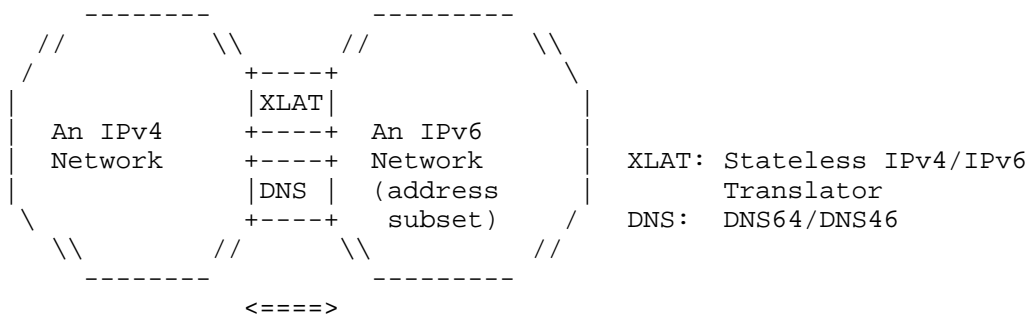 --------           ---------
     //        \\       //         \\
    /             +----+              \
   |              |XLAT|               |
   |  An IPv4     +----+  An IPv6      |
   |  Network     +----+  Network      |  XLAT: Stateless IPv4/IPv6
   |              |DNS |  (address     |        Translator
    \             +----+   subset)    /   DNS:  DNS64/DNS46
     \\         //     \\          //
        --------           ---------
                  <====>